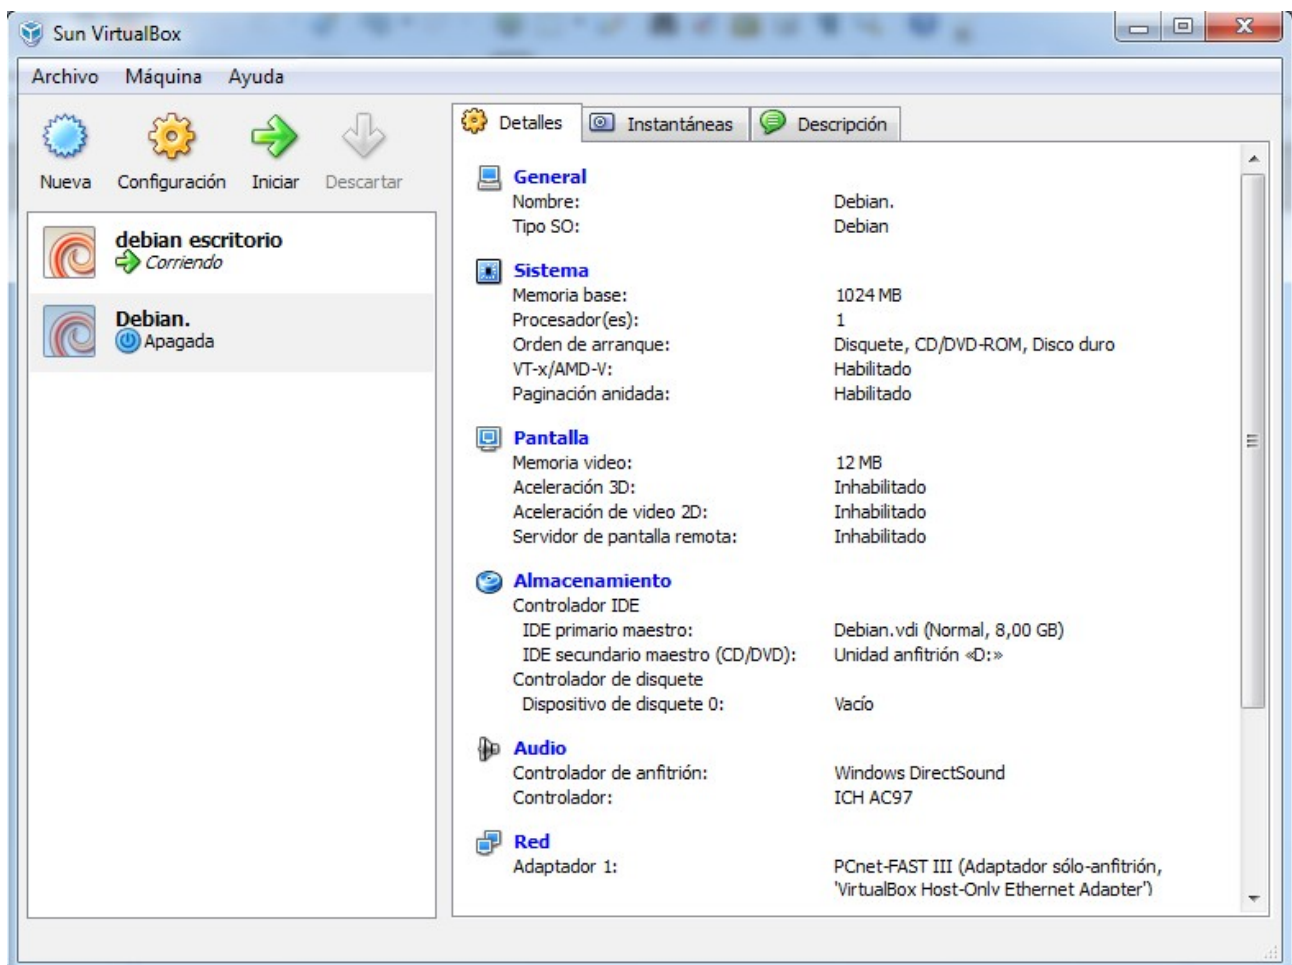 Sun VirtualBox
Archivo Máquina Ayuda
Nueva Configuración Iniciar Descartar
debian escritorio
Corriendo
Debian.
Apagada
Detalles Instantáneas Descripción
General
Nombre: Debian.
Tipo SO: Debian
Sistema
Memoria base: 1024 MB
Procesador(es): 1
Orden de arranque: Disquete, CD/DVD-ROM, Disco duro
VT-x/AMD-V: Habilitado
Paginación anidada: Habilitado
Pantalla
Memoria video: 12 MB
Aceleración 3D: Inhabilitado
Aceleración de video 2D: Inhabilitado
Servidor de pantalla remota: Inhabilitado
Almacenamiento
Controlador IDE
IDE primario maestro: Debian.vdi (Normal, 8,00 GB)
IDE secundario maestro (CD/DVD): Unidad anfitrión «D:»
Controlador de disquete
Dispositivo de disquete 0: Vacío
Audio
Controlador de anfitrión: Windows DirectSound
Controlador: ICH AC97
Red
Adaptador 1: PCnet-FAST III (Adaptador sólo-anfitrión,
'VirtualBox Host-Only Ethernet Adapter')